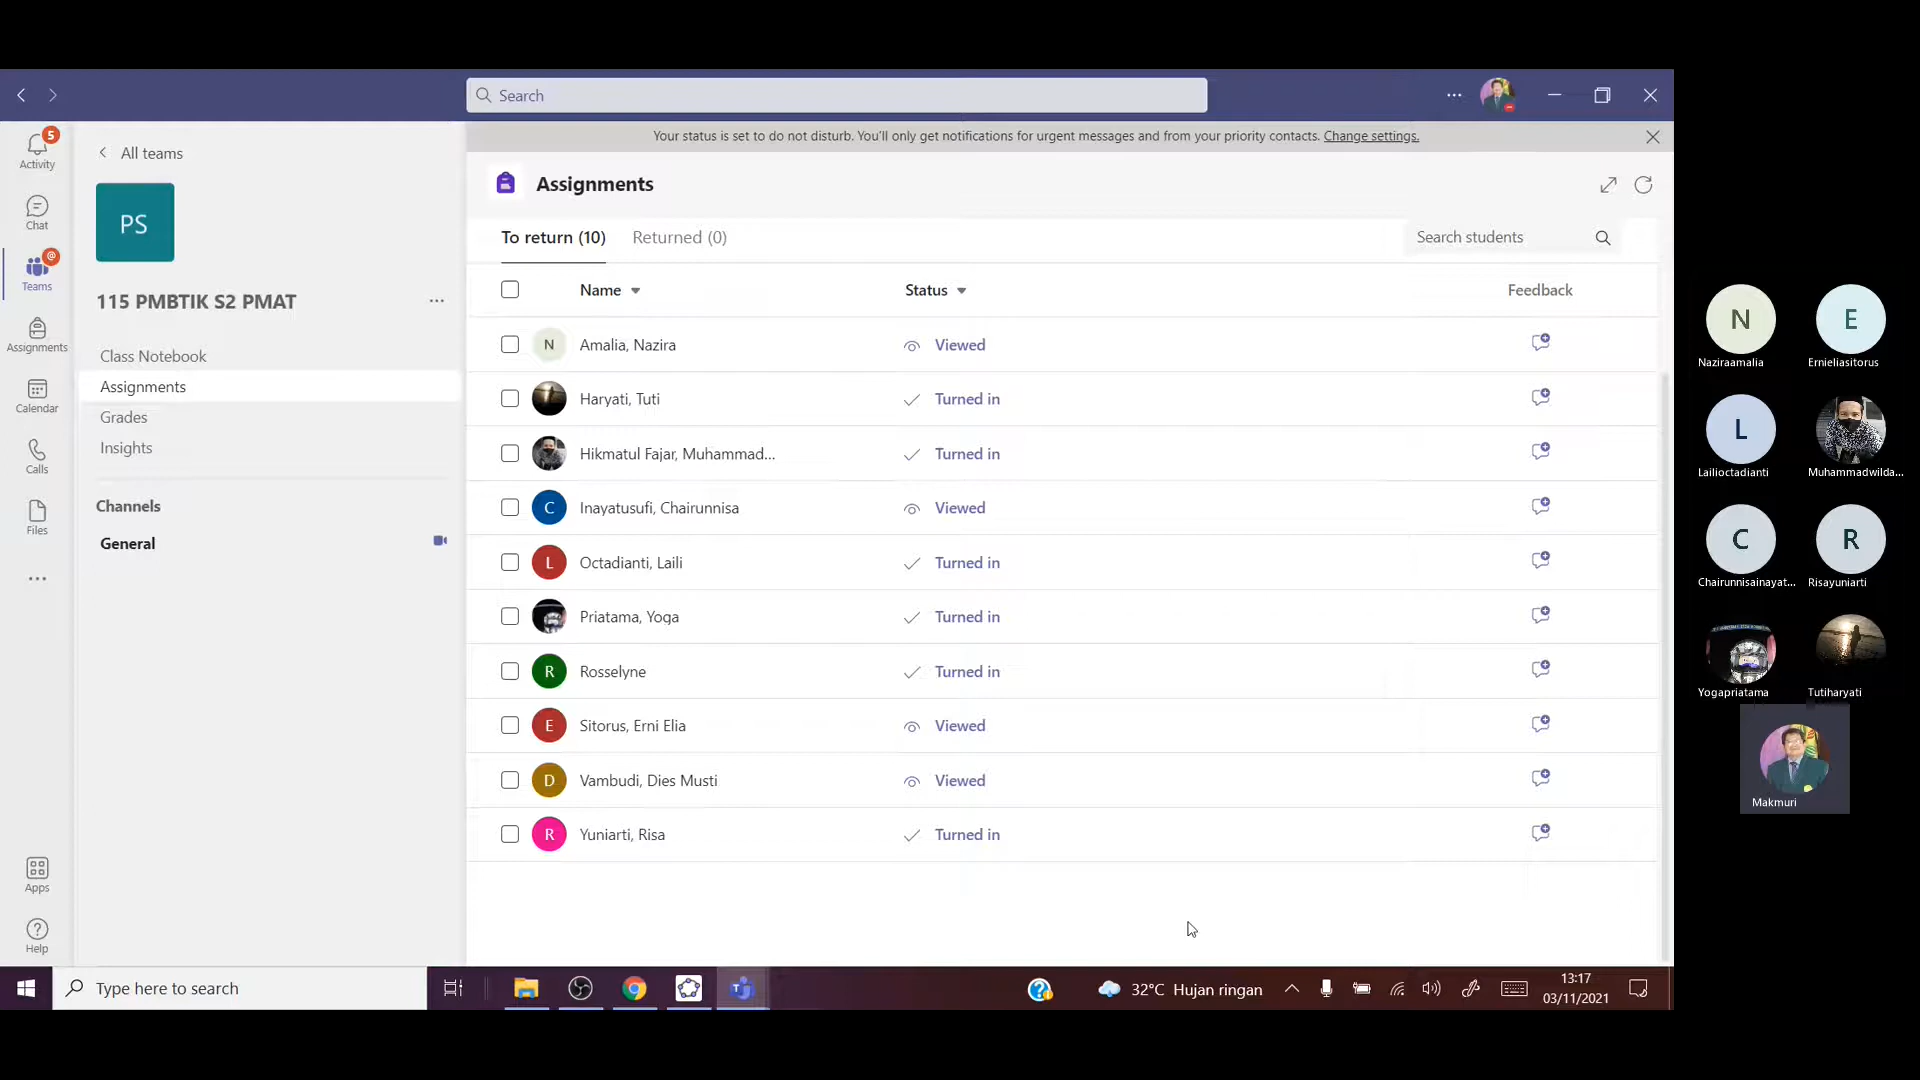 Search
Your status is set to do not disturb. You'll only get notifications for urgent messages and from your priority contacts. Change settings.
5
Activity
Chat
@
Teams
Assignments
Calendar
Calls
Files
Apps
Help
All teams
PS
115 PMBTIK S2 PMAT
Class Notebook
Assignments
Grades
Insights
Channels
General
Assignments
To return (10) Returned (0) Search students
Name Status Feedback
N Amalia, Nazira Viewed
Haryati, Tuti Turned in
Hikmatul Fajar, Muhammad... Turned in
C Inayatusufi, Chairunnisa Viewed
L Octadianti, Laili Turned in
Priatama, Yoga Turned in
R Rosselyne Turned in
E Sitorus, Erni Elia Viewed
D Vambudi, Dies Musti Viewed
R Yuniarti, Risa Turned in
N E
Naziraamalia Ernieliasitorus
L
Lailioctadianti Muhammadwilda...
C R
Chairunnisainayat... Risayuniarti
Yogapriatama Tutiharyati
Makmuri
Type here to search
32°C Hujan ringan
13:17
03/11/2021